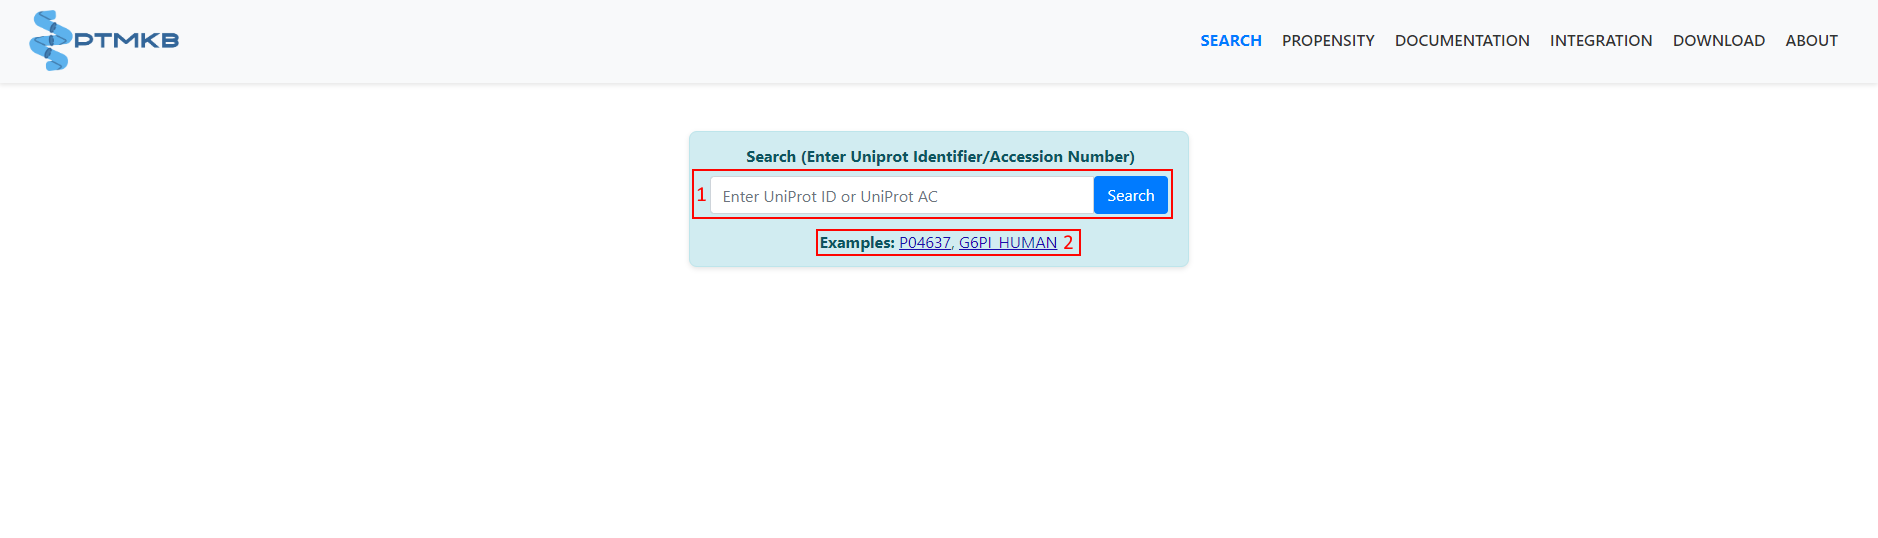 PTMKB
SEARCH PROPENSITY DOCUMENTATION INTEGRATION DOWNLOAD ABOUT
Search (Enter Uniprot Identifier/Accession Number)
1 Enter UniProt ID or UniProt AC Search
Examples: P04637, G6PI_HUMAN 2